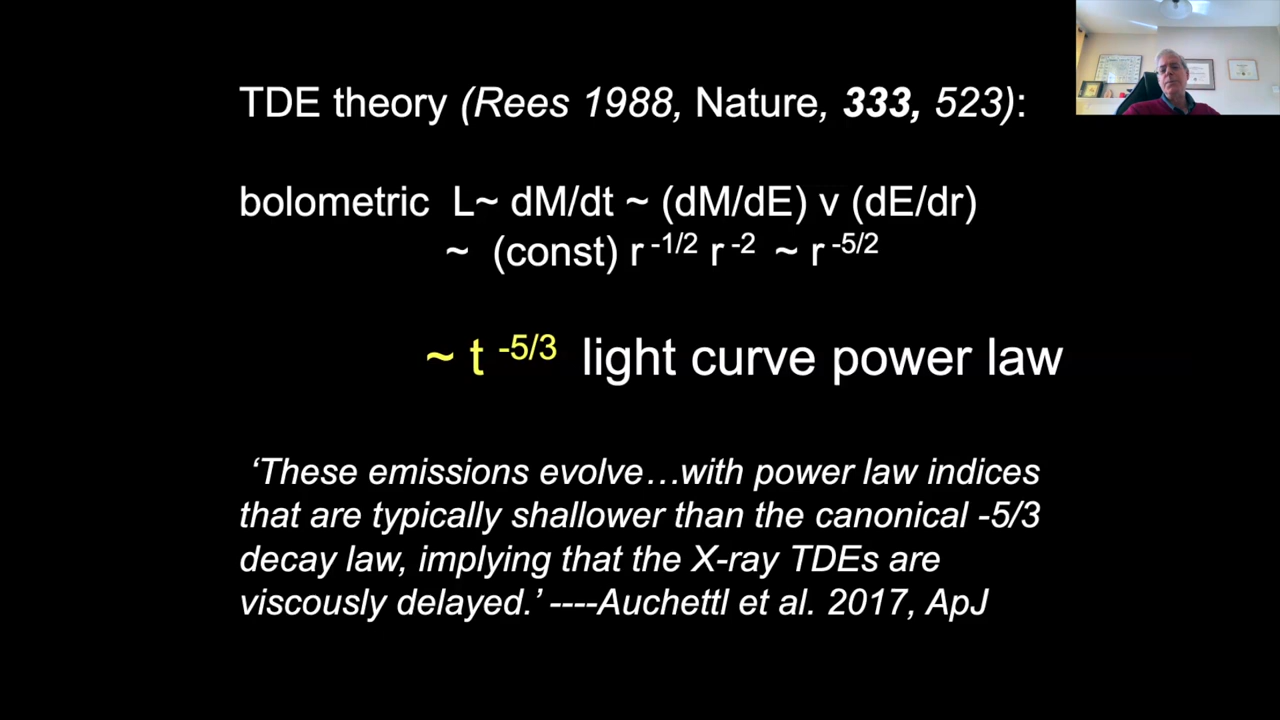 TDE theory (Rees 1988, Nature, 333, 523):
bolometric L~ dM/dt ~ (dM/dE) v (dE/dr)
~ (const) r -1/2 r -2 ~ r -5/2
~ t -5/3 light curve power law
‘These emissions evolve…with power law indices
that are typically shallower than the canonical -5/3
decay law, implying that the X-ray TDEs are
viscously delayed.’ ----Auchettl et al. 2017, ApJ